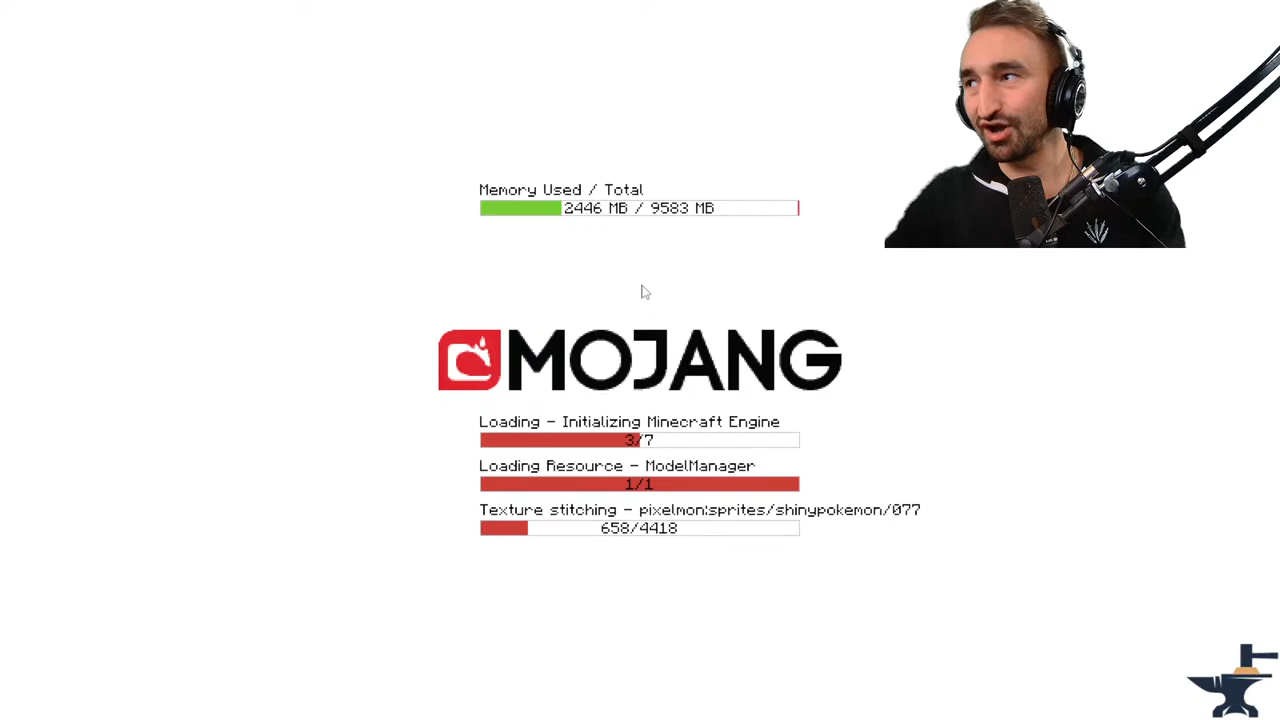 Memory Used / Total
2446 MB / 9583 MB
MOJANG
Loading - Initializing Minecraft Engine
3/7
Loading Resource - ModelManager
1/1
Texture stitching - pixelmon:sprites/shinypokemon/077
658/4418